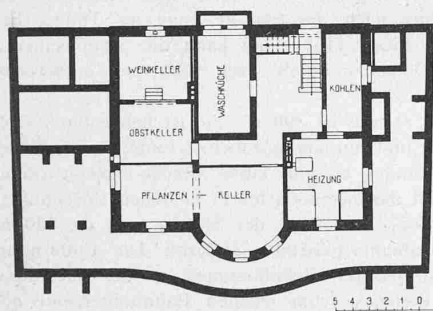 WEINKELLER
WASCHKÜCHE
KOHLEN
OBSTKELLER
PFLANZEN KELLER
HEIZUNG
5 4 3 2 1 0